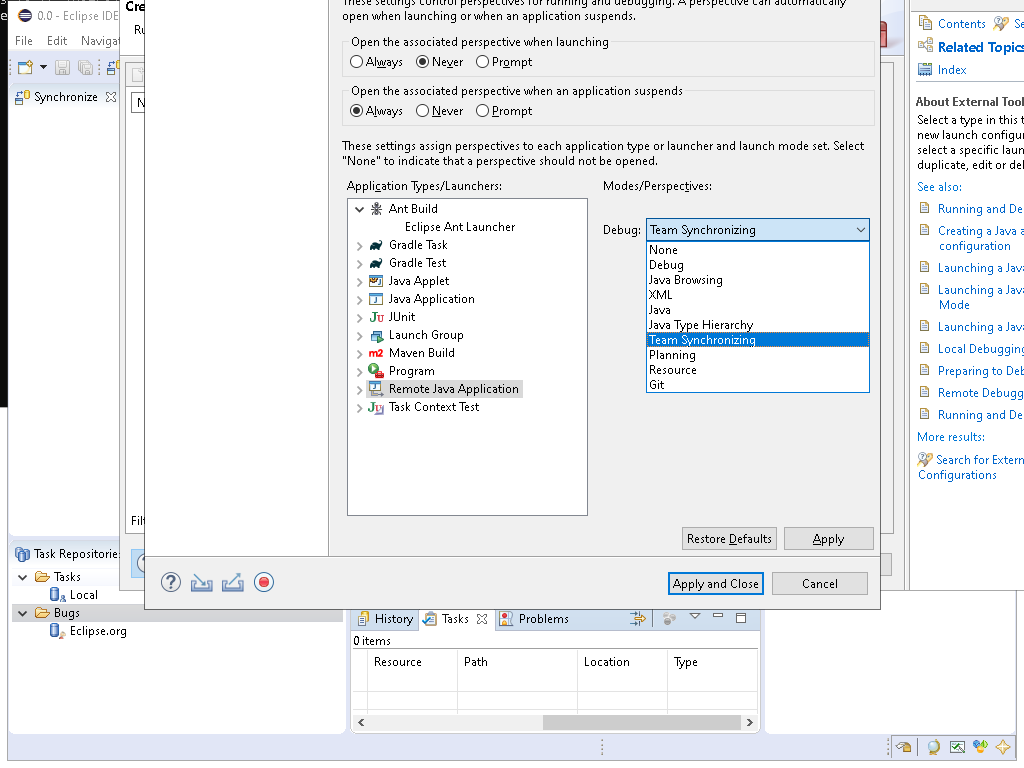 0.0 - Eclipse IDE
File Edit Navigat
Synchronize
Cre
Ru
N
Filt
These settings control perspectives for running and debugging. A perspective can automatically
open when launching or when an application suspends.
Open the associated perspective when launching
Always Never Prompt
Open the associated perspective when an application suspends
Always Never Prompt
These settings assign perspectives to each application type or launcher and launch mode set. Select
"None" to indicate that a perspective should not be opened.
Application Types/Launchers:
Ant Build
Eclipse Ant Launcher
Gradle Task
Gradle Test
Java Applet
Java Application
JUnit
Launch Group
Maven Build
Program
Remote Java Application
Task Context Test
Modes/Perspectives:
Debug: Team Synchronizing
None
Debug
Java Browsing
XML
Java
Java Type Hierarchy
Team Synchronizing
Planning
Resource
Git
Restore Defaults Apply
Apply and Close Cancel
Contents Se
Related Topics
Index
About External Tool
Select a type in this t
new launch configur
select a specific laun
duplicate, edit or del
See also:
Running and De
Creating a Java a
configuration
Launching a Java
Launching a Java
Mode
Launching a Java
Local Debugging
Preparing to Deb
Remote Debugg
Running and De
More results:
Search for Extern
Configurations
Task Repositories
Tasks
Local
Bugs
Eclipse.org
History Tasks Problems
0 items
Resource Path Location Type